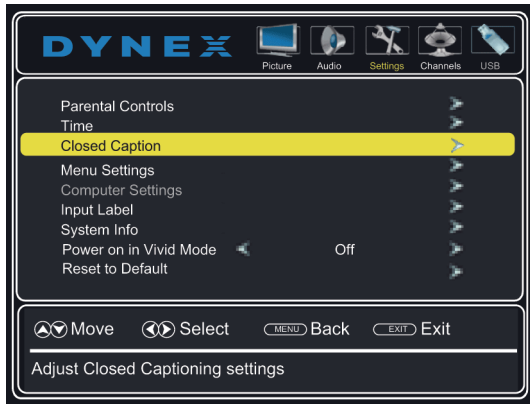 DYNEX
Picture Audio Settings Channels USB
Parental Controls
Time
Closed Caption
Menu Settings
Computer Settings
Input Label
System Info
Power on in Vivid Mode Off
Reset to Default
Move Select MENU Back EXIT Exit
Adjust Closed Captioning settings